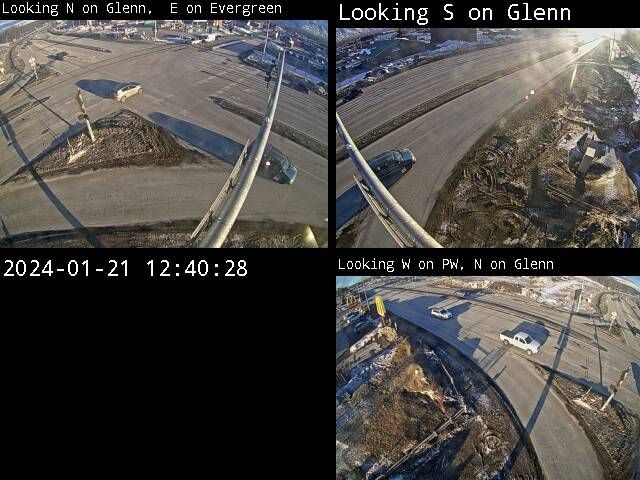 Looking N on Glenn,  E on Evergreen
Looking S on Glenn
2024-01-21 12:40:28
Looking W on PW, N on Glenn